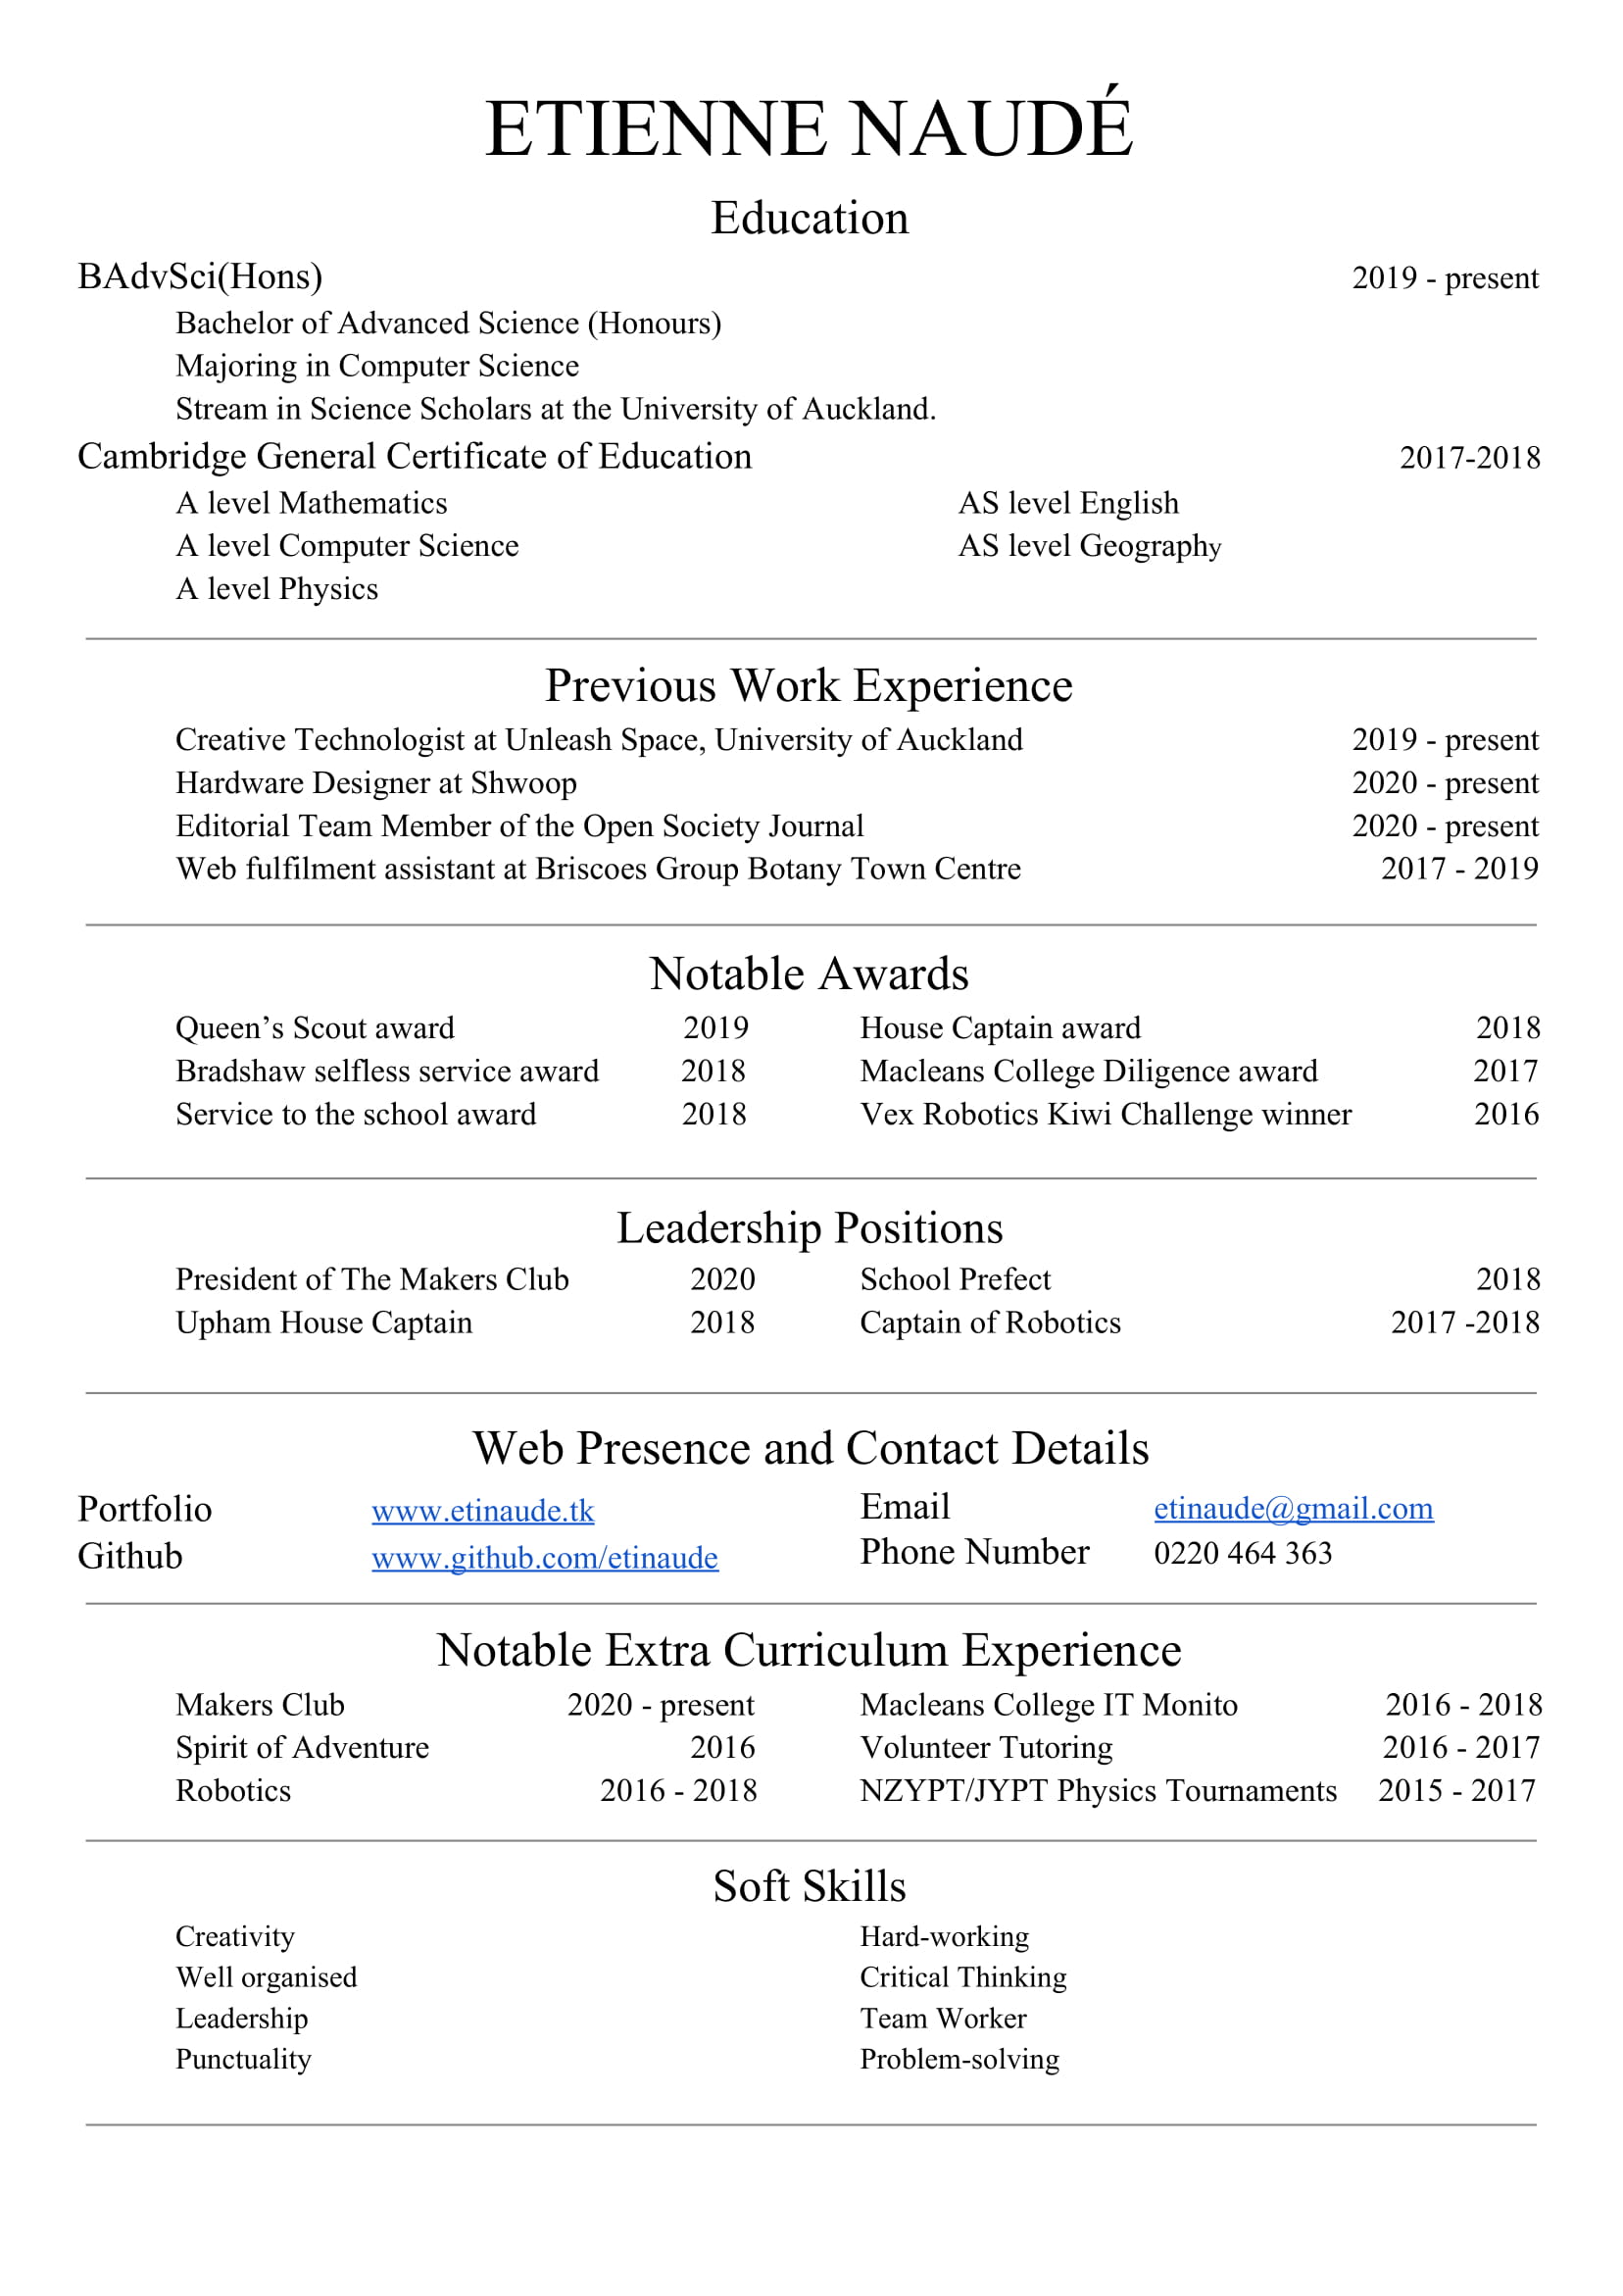 ETIENNE NAUDÉ
Education
BAdvSci(Hons) 2019 - present
Bachelor of Advanced Science (Honours)
Majoring in Computer Science
Stream in Science Scholars at the University of Auckland.
Cambridge General Certificate of Education 2017-2018
A level Mathematics AS level English
A level Computer Science AS level Geography
A level Physics
Previous Work Experience
Creative Technologist at Unleash Space, University of Auckland 2019 - present
Hardware Designer at Shwoop 2020 - present
Editorial Team Member of the Open Society Journal 2020 - present
Web fulfilment assistant at Briscoes Group Botany Town Centre 2017 - 2019
Notable Awards
Queen’s Scout award 2019 House Captain award 2018
Bradshaw selfless service award 2018 Macleans College Diligence award 2017
Service to the school award 2018 Vex Robotics Kiwi Challenge winner 2016
Leadership Positions
President of The Makers Club 2020 School Prefect 2018
Upham House Captain 2018 Captain of Robotics 2017 -2018
Web Presence and Contact Details
Portfolio www.etinaude.tk Email etinaude@gmail.com
Github www.github.com/etinaude Phone Number 0220 464 363
Notable Extra Curriculum Experience
Makers Club 2020 - present Macleans College IT Monito 2016 - 2018
Spirit of Adventure 2016 Volunteer Tutoring 2016 - 2017
Robotics 2016 - 2018 NZYPT/JYPT Physics Tournaments 2015 - 2017
Soft Skills
Creativity Hard-working
Well organised Critical Thinking
Leadership Team Worker
Punctuality Problem-solving